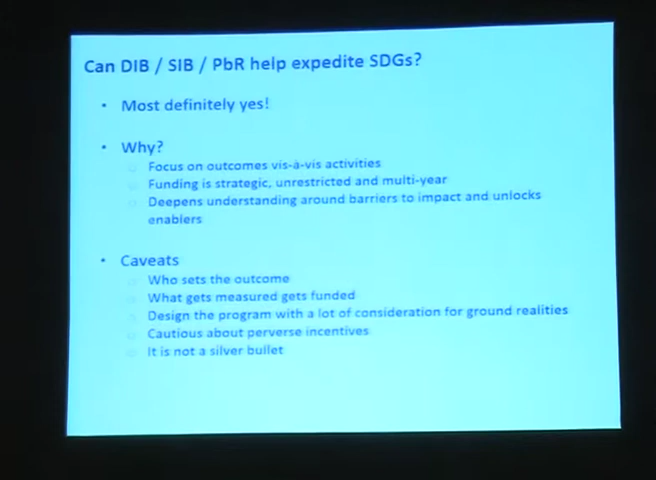 Can DIB / SIB / PbR help expedite SDGs?
• Most definitely yes!
• Why?
Focus on outcomes vis-à-vis activities
Funding is strategic, unrestricted and multi-year
Deepens understanding around barriers to impact and unlocks
enablers
• Caveats
Who sets the outcome
What gets measured gets funded
Design the program with a lot of consideration for ground realities
Cautious about perverse incentives
It is not a silver bullet